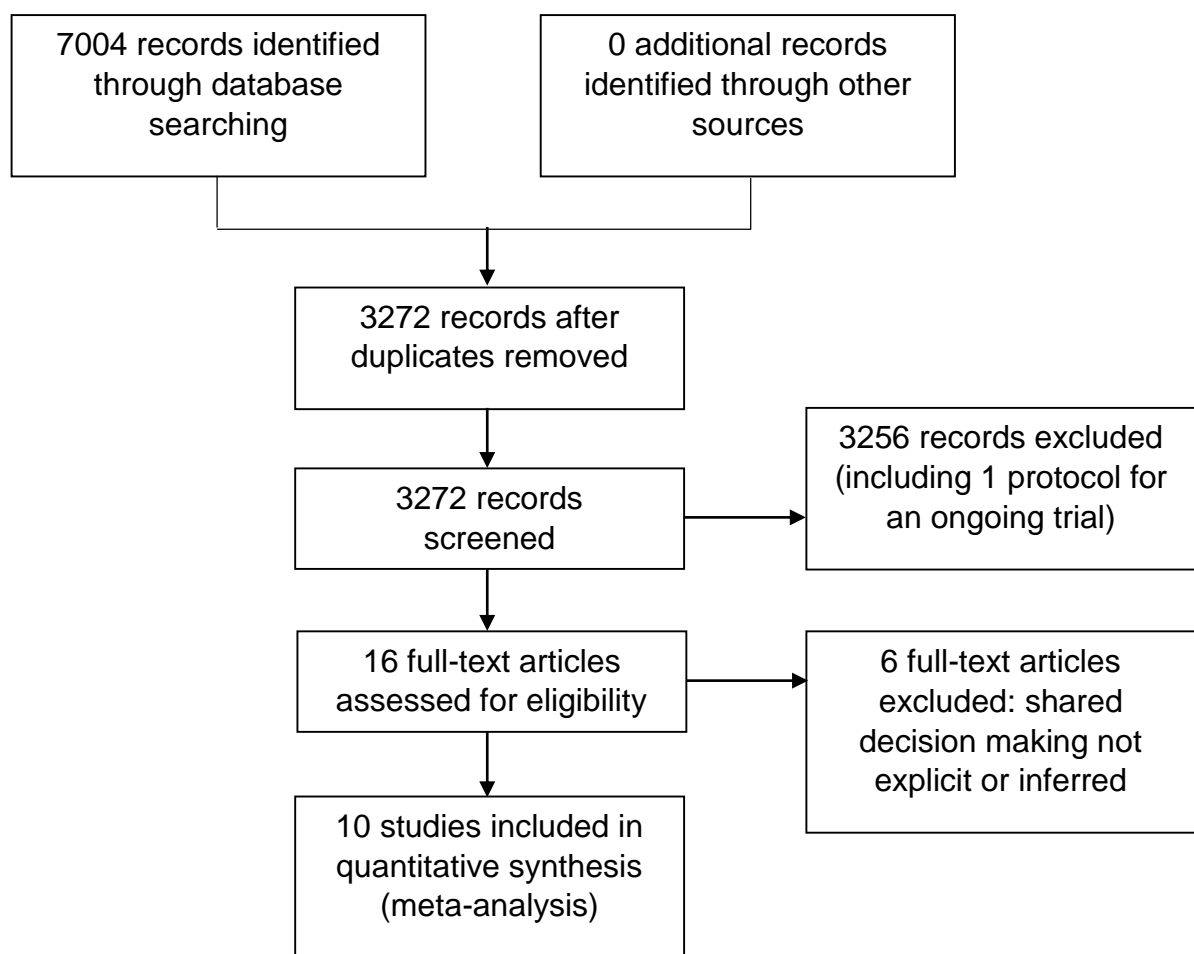 7004 records identified
through database
searching
0 additional records
identified through other
sources
3272 records after
duplicates removed
3272 records
screened
3256 records excluded
(including 1 protocol for
an ongoing trial)
16 full-text articles
assessed for eligibility
6 full-text articles
excluded: shared
decision making not
explicit or inferred
10 studies included in
quantitative synthesis
(meta-analysis)